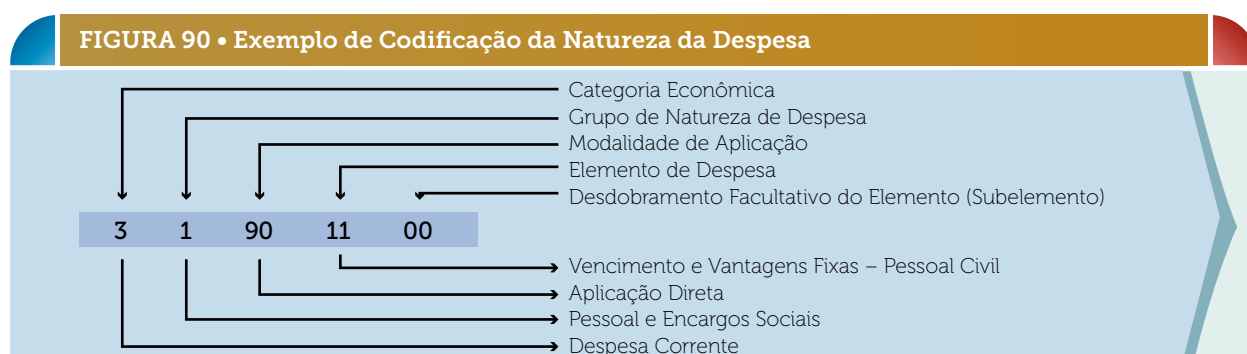 FIGURA 90 • Exemplo de Codificação da Natureza da Despesa
Categoria Econômica
Grupo de Natureza de Despesa
Modalidade de Aplicação
Elemento de Despesa
Desdobramento Facultativo do Elemento (Subelemento)
3 1 90 11 00
Vencimento e Vantagens Fixas – Pessoal Civil
Aplicação Direta
Pessoal e Encargos Sociais
Despesa Corrente